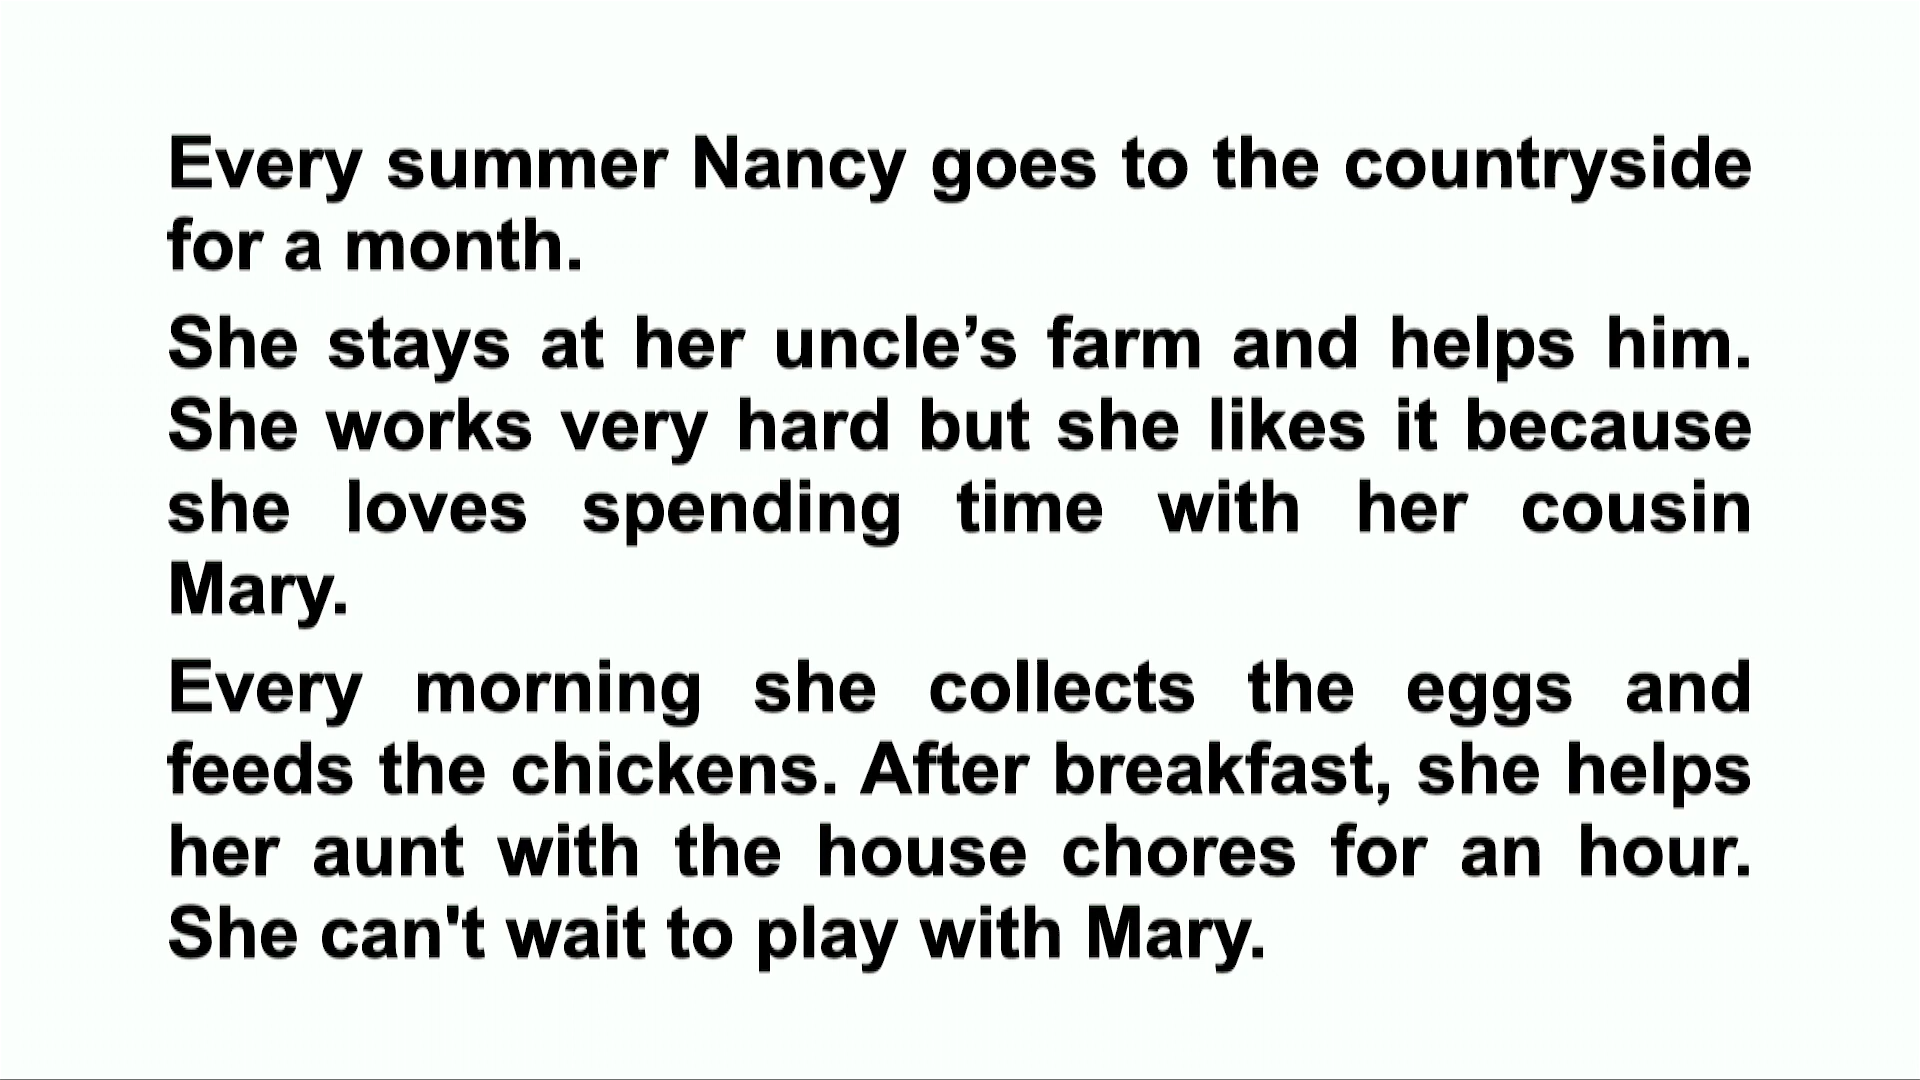 Every summer Nancy goes to the countryside
for a month.
She stays at her uncle’s farm and helps him.
She works very hard but she likes it because
she loves spending time with her cousin
Mary.
Every morning she collects the eggs and
feeds the chickens. After breakfast, she helps
her aunt with the house chores for an hour.
She can't wait to play with Mary.